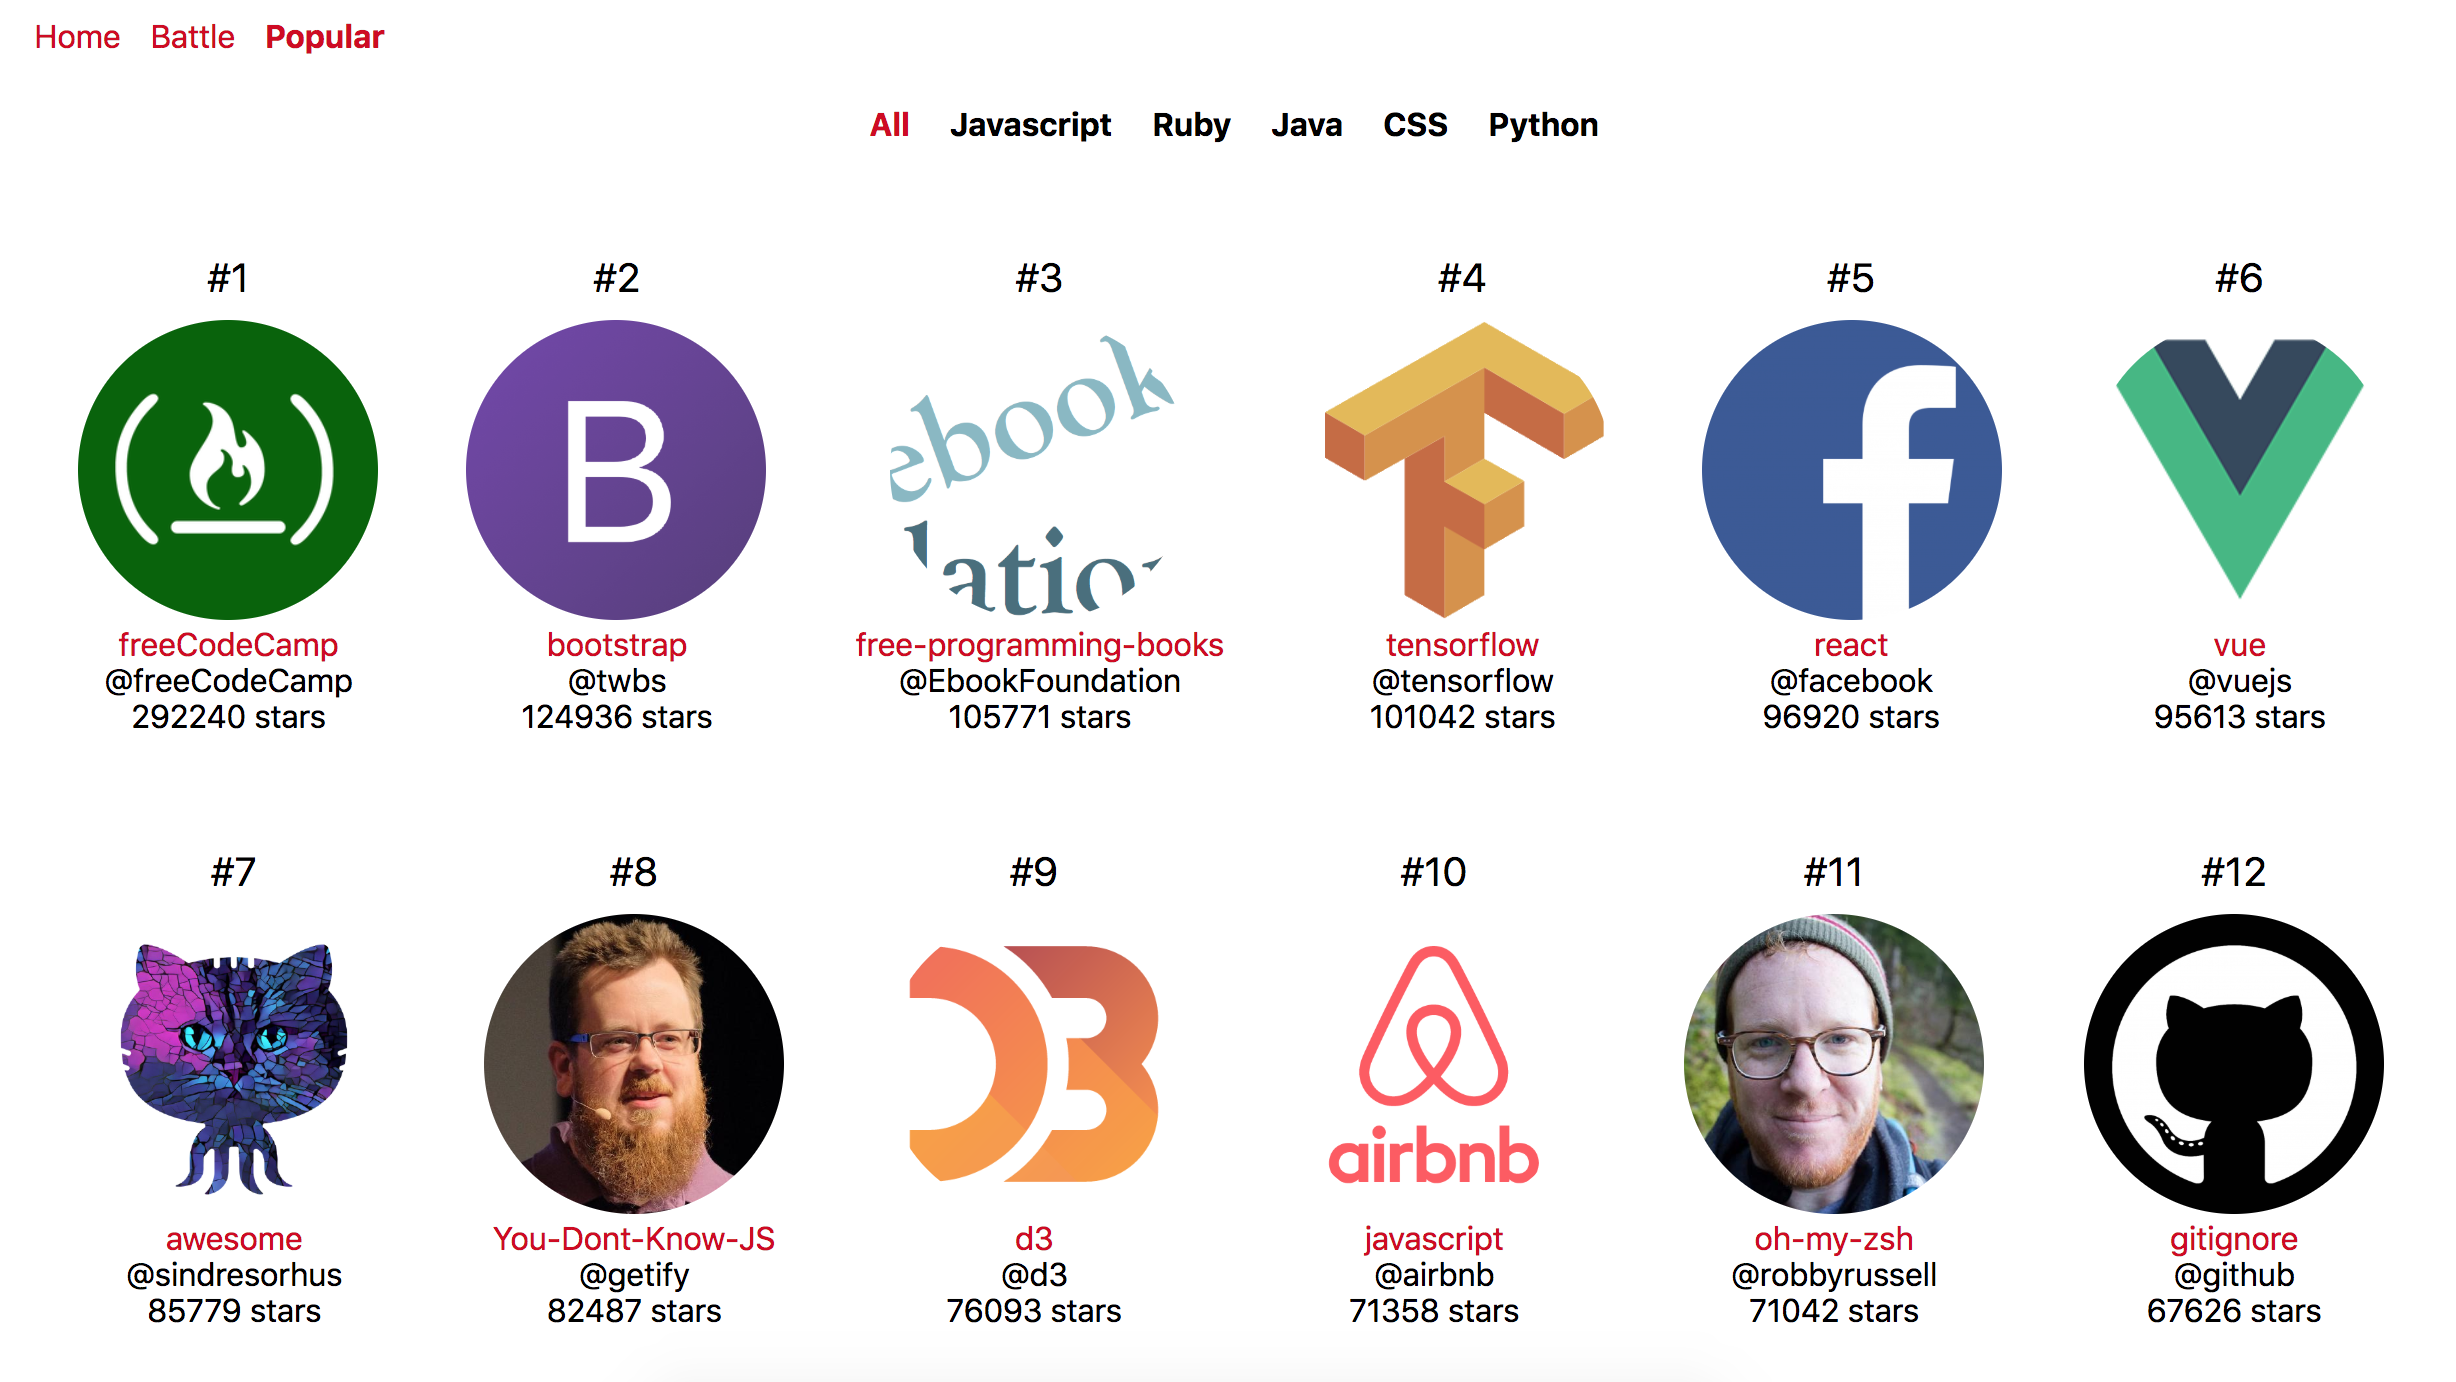 Home Battle Popular
All Javascript Ruby Java CSS Python
#1 #2 #3 #4 #5 #6
B
ebook
dation
freeCodeCamp bootstrap free-programming-books tensorflow react vue
@freeCodeCamp @twbs @EbookFoundation @tensorflow @facebook @vuejs
292240 stars 124936 stars 105771 stars 101042 stars 96920 stars 95613 stars
#7 #8 #9 #10 #11 #12
airbnb
awesome You-Dont-Know-JS d3 javascript oh-my-zsh gitignore
@sindresorhus @getify @d3 @airbnb @robbyrussell @github
85779 stars 82487 stars 76093 stars 71358 stars 71042 stars 67626 stars